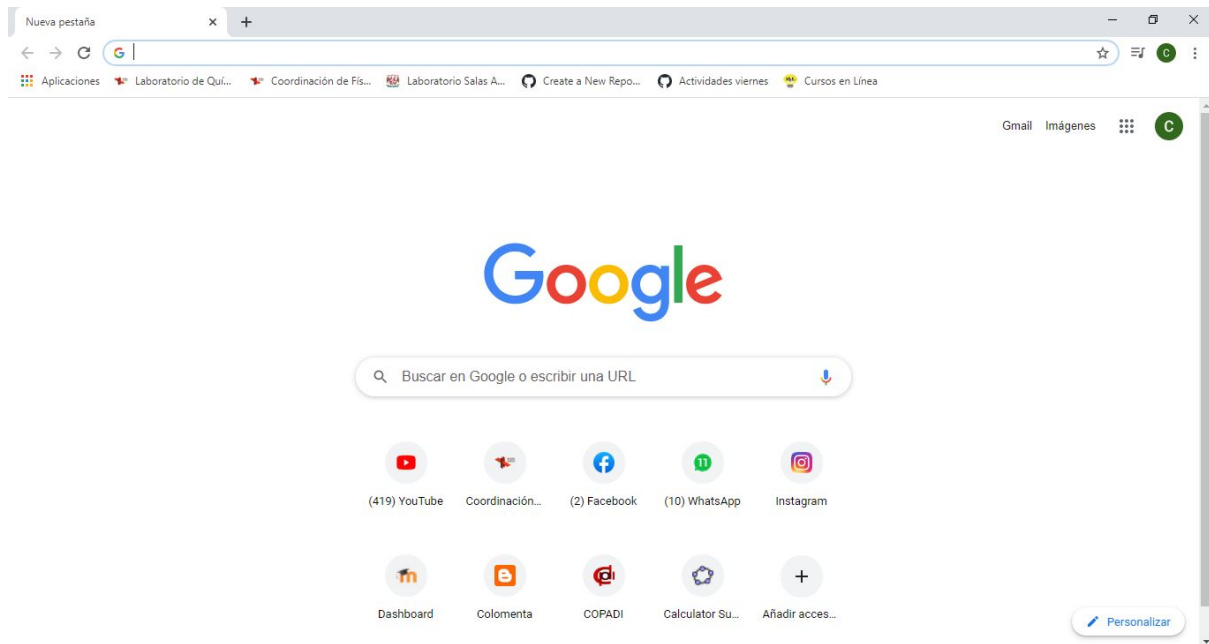 Nueva pestaña
Aplicaciones Laboratorio de Quí... Coordinación de Fís... Laboratorio Salas A... Create a New Repo... Actividades viernes Cursos en Línea
Gmail Imágenes C
Google
Buscar en Google o escribir una URL
(419) YouTube Coordinación... (2) Facebook (10) WhatsApp Instagram
Dashboard Colomenta COPADI Calculator Su... Añadir acces...
Personalizar